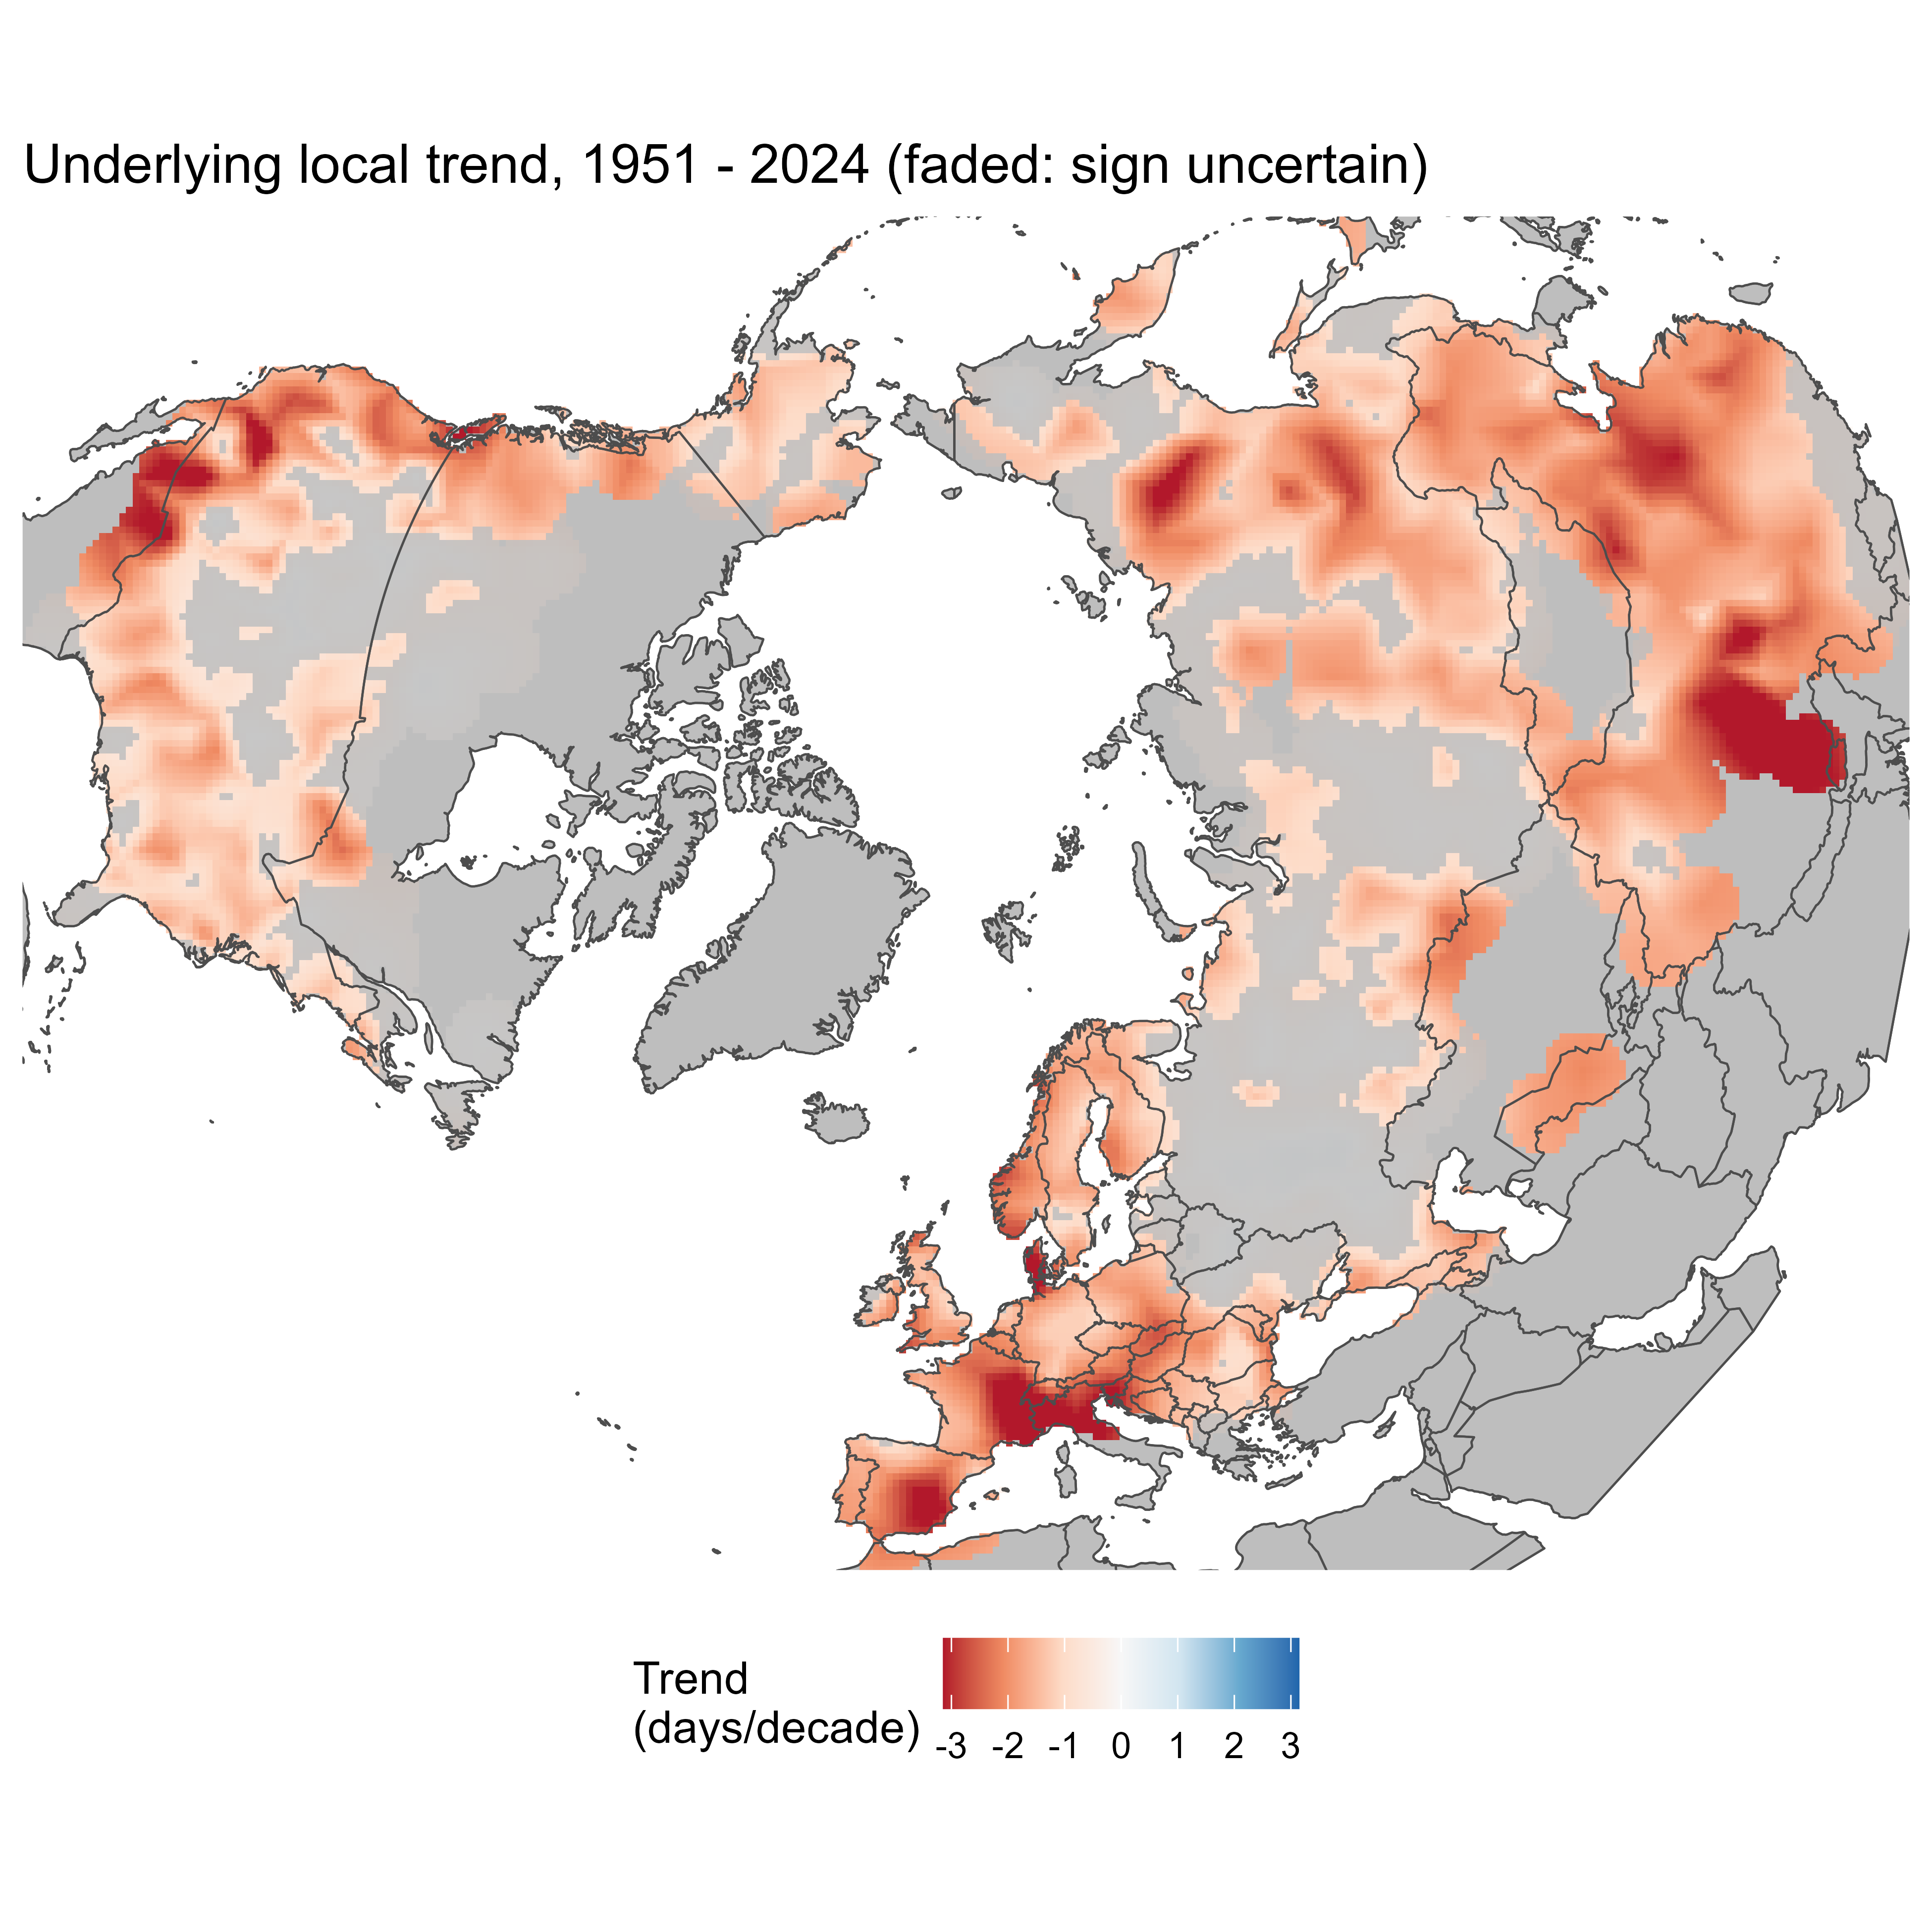 Underlying local trend, 1951 - 2024 (faded: sign uncertain)
Trend
(days/decade)
-3 -2 -1 0 1 2 3